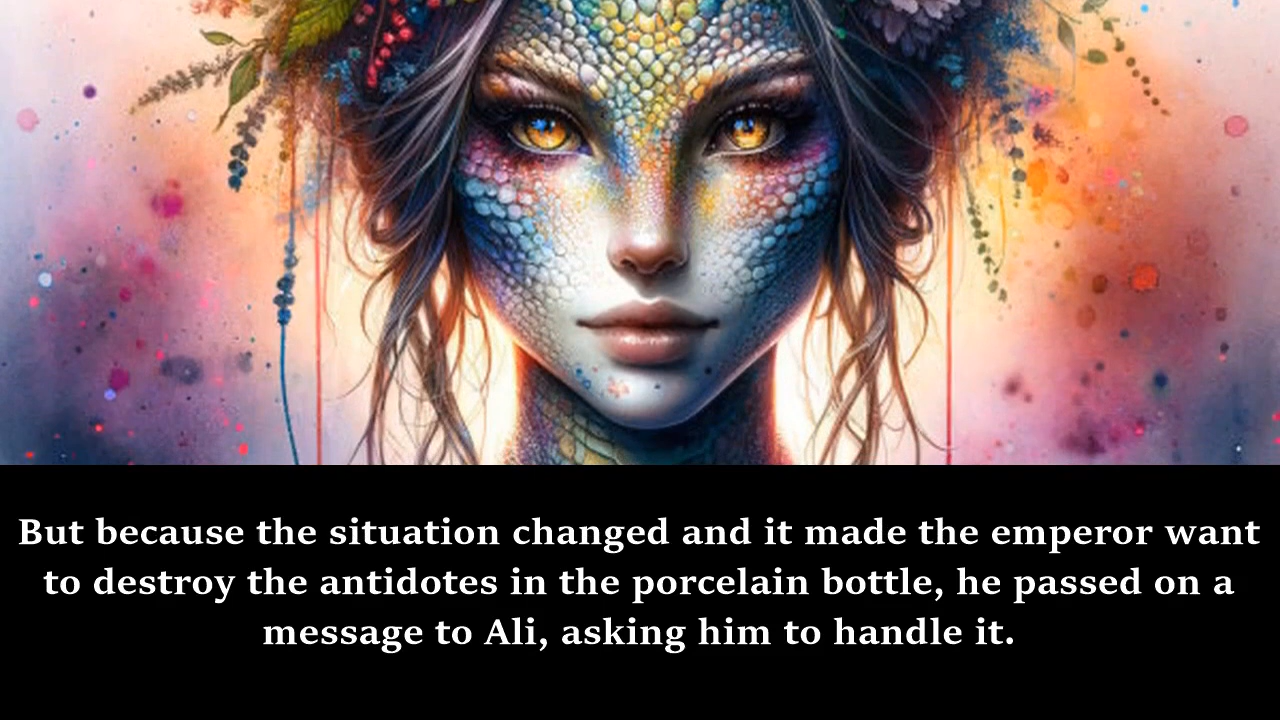 But because the situation changed and it made the emperor want
to destroy the antidotes in the porcelain bottle, he passed on a
message to Ali, asking him to handle it.